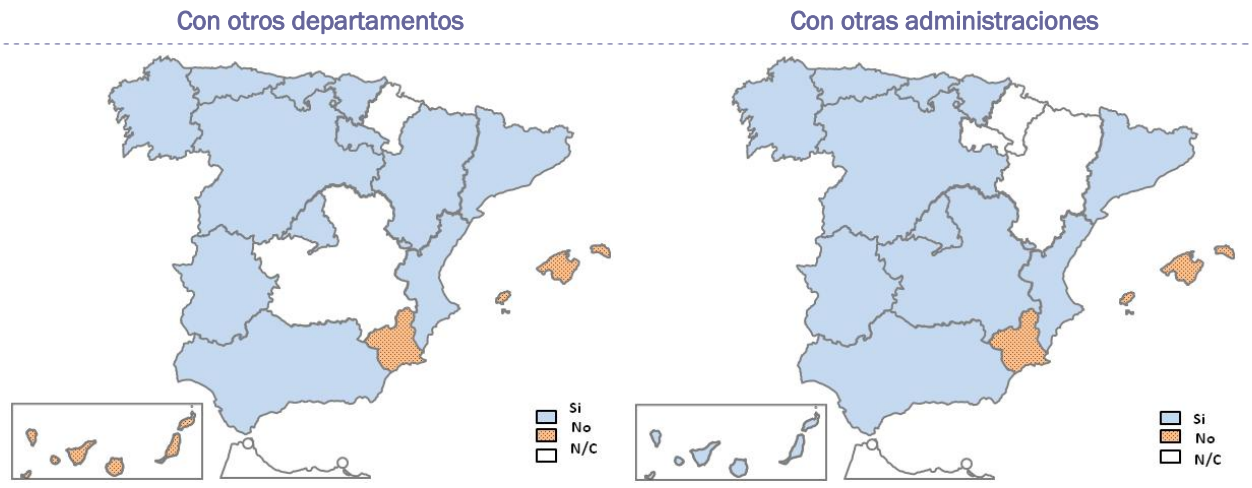 Con otros departamentos
Con otras administraciones
Si
No
N/C
Si
No
N/C